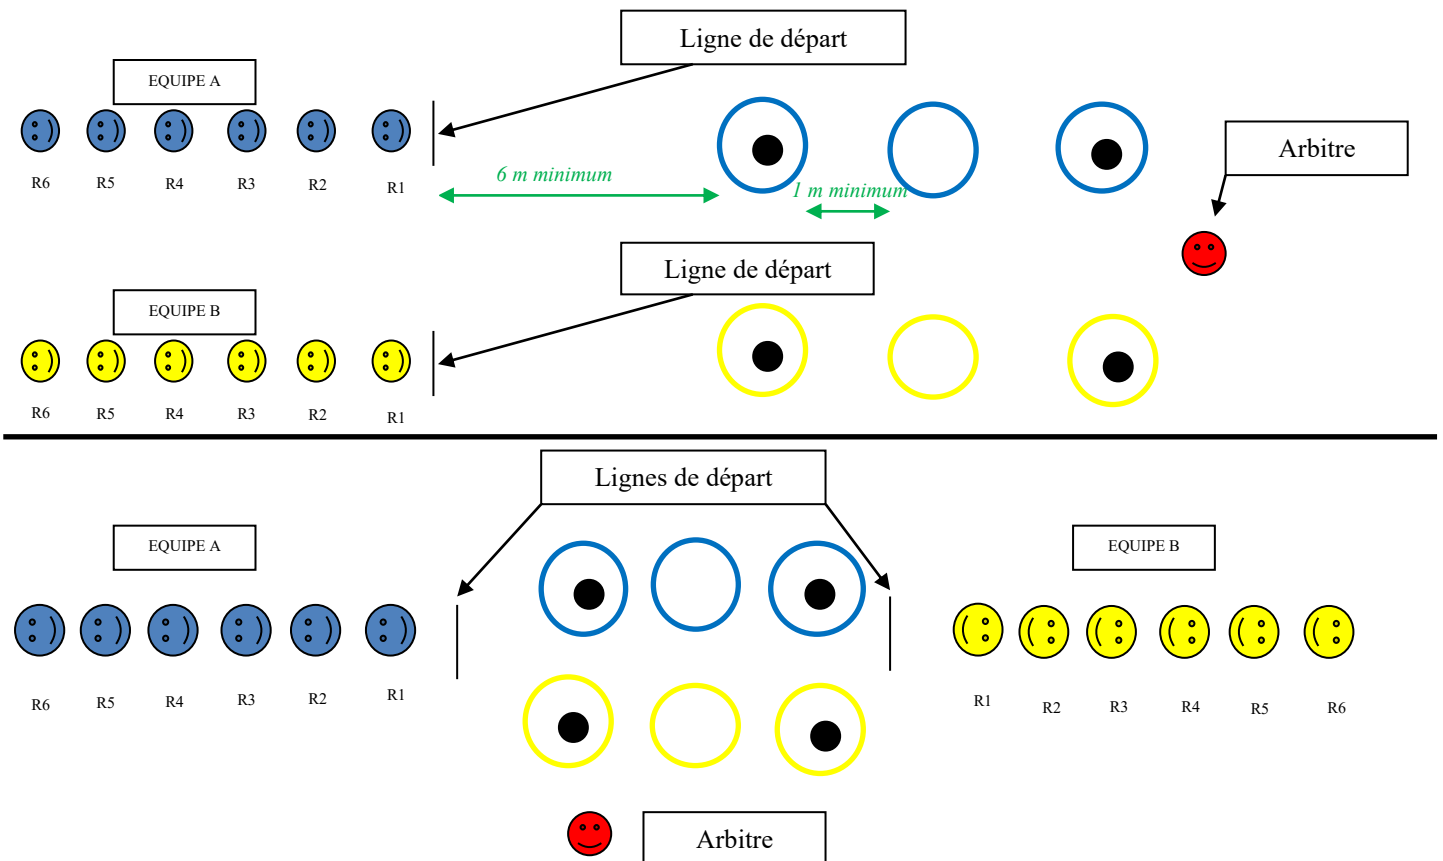 Ligne de départ
EQUIPE A
Arbitre
R6 R5 R4 R3 R2 R1
6 m minimum
1 m minimum
Ligne de départ
EQUIPE B
R6 R5 R4 R3 R2 R1
Lignes de départ
EQUIPE A
EQUIPE B
R6 R5 R4 R3 R2 R1
R1 R2 R3 R4 R5 R6
Arbitre